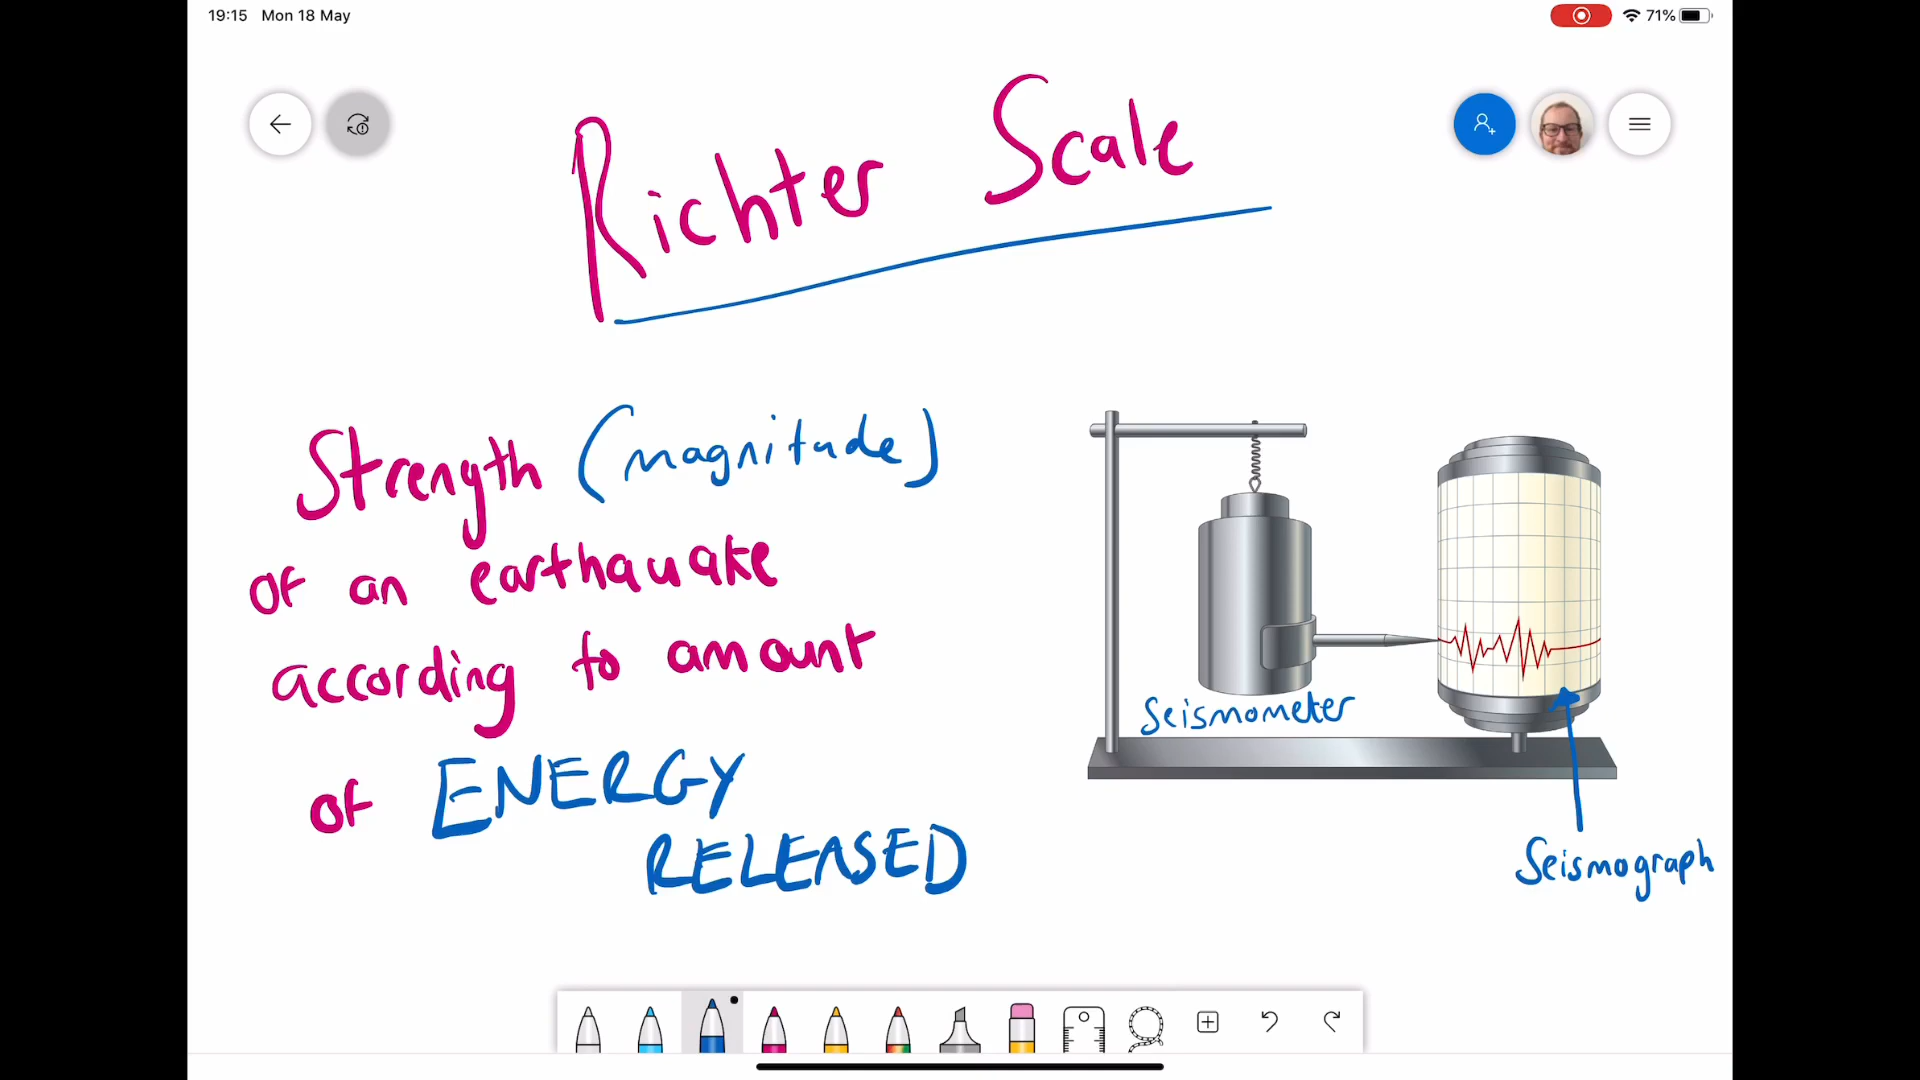 19:15 Mon 18 May
71%
Richter Scale
Strength (magnitude)
of an earthquake
according to amount
of ENERGY
RELEASED
Seismometer
Seismograph